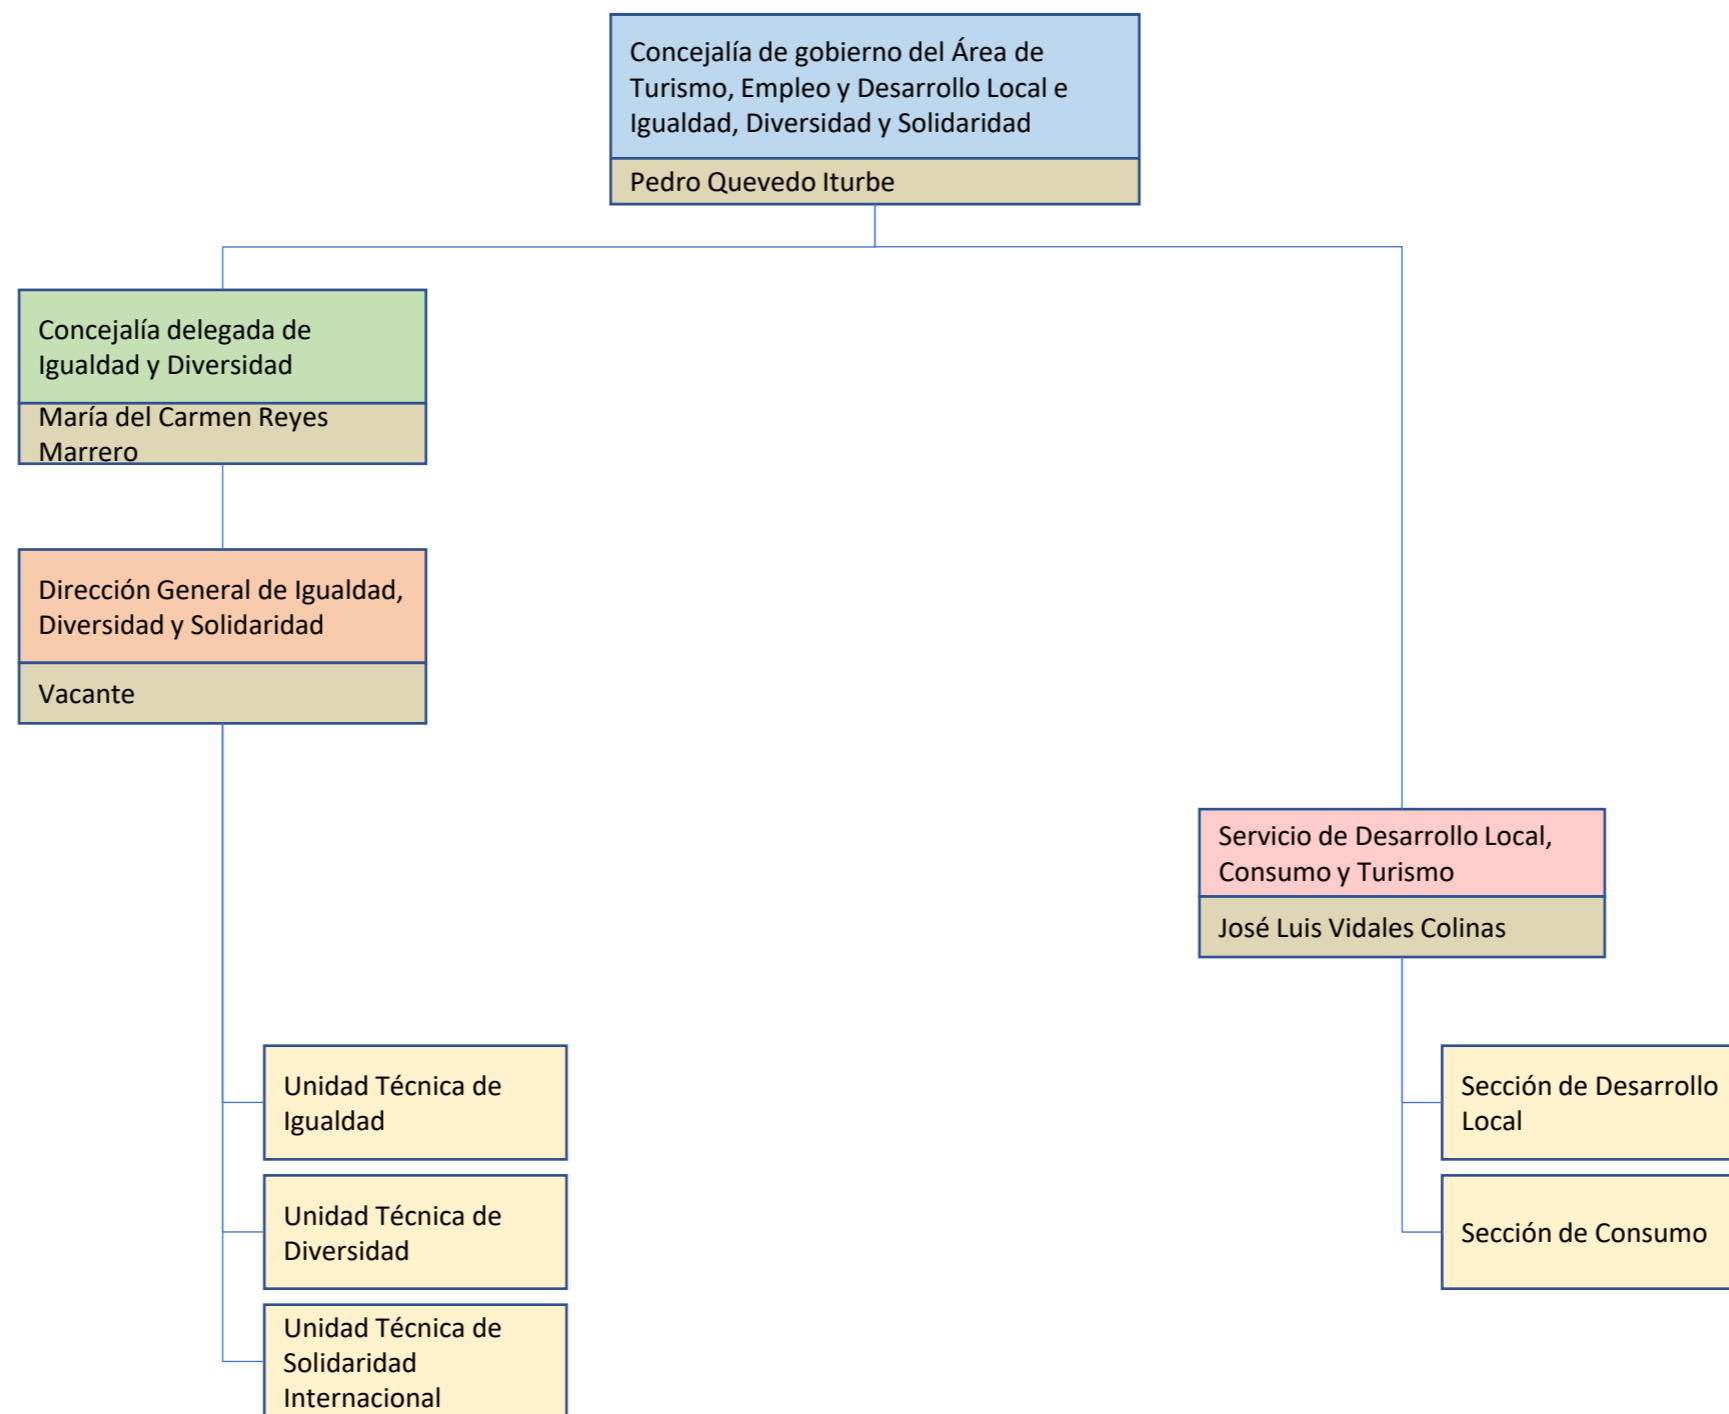 Concejalía de gobierno del Área de
Turismo, Empleo y Desarrollo Local e
Igualdad, Diversidad y Solidaridad
Pedro Quevedo Iturbe
Concejalía delegada de
Igualdad y Diversidad
María del Carmen Reyes
Marrero
Dirección General de Igualdad,
Diversidad y Solidaridad
Vacante
Servicio de Desarrollo Local,
Consumo y Turismo
José Luis Vidales Colinas
Unidad Técnica de
Igualdad
Unidad Técnica de
Diversidad
Unidad Técnica de
Solidaridad
Internacional
Sección de Desarrollo
Local
Sección de Consumo